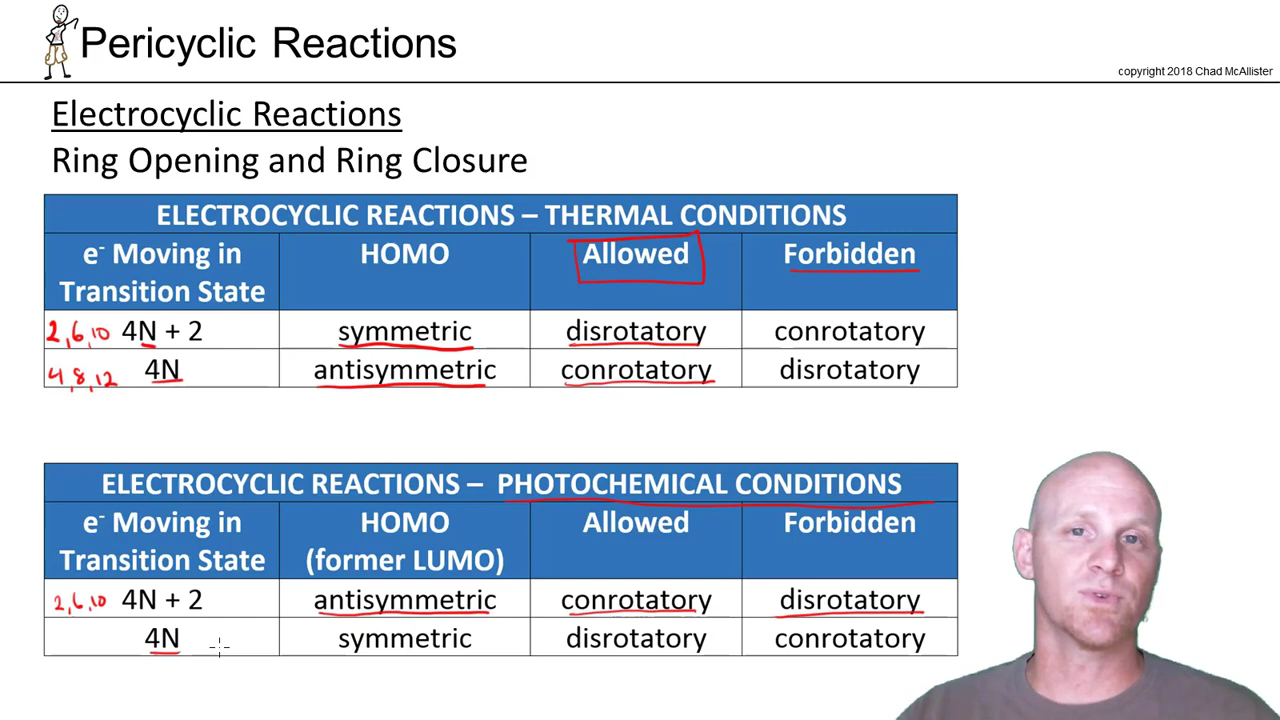 Pericyclic Reactions
copyright 2018 Chad McAllister
Electrocyclic Reactions
Ring Opening and Ring Closure
ELECTROCYCLIC REACTIONS – THERMAL CONDITIONS
e- Moving in Transition State HOMO Allowed Forbidden
2,6,10 4N + 2 symmetric disrotatory conrotatory
4,8,12 4N antisymmetric conrotatory disrotatory
ELECTROCYCLIC REACTIONS – PHOTOCHEMICAL CONDITIONS
e- Moving in Transition State HOMO (former LUMO) Allowed Forbidden
2,6,10 4N + 2 antisymmetric conrotatory disrotatory
4N symmetric disrotatory conrotatory